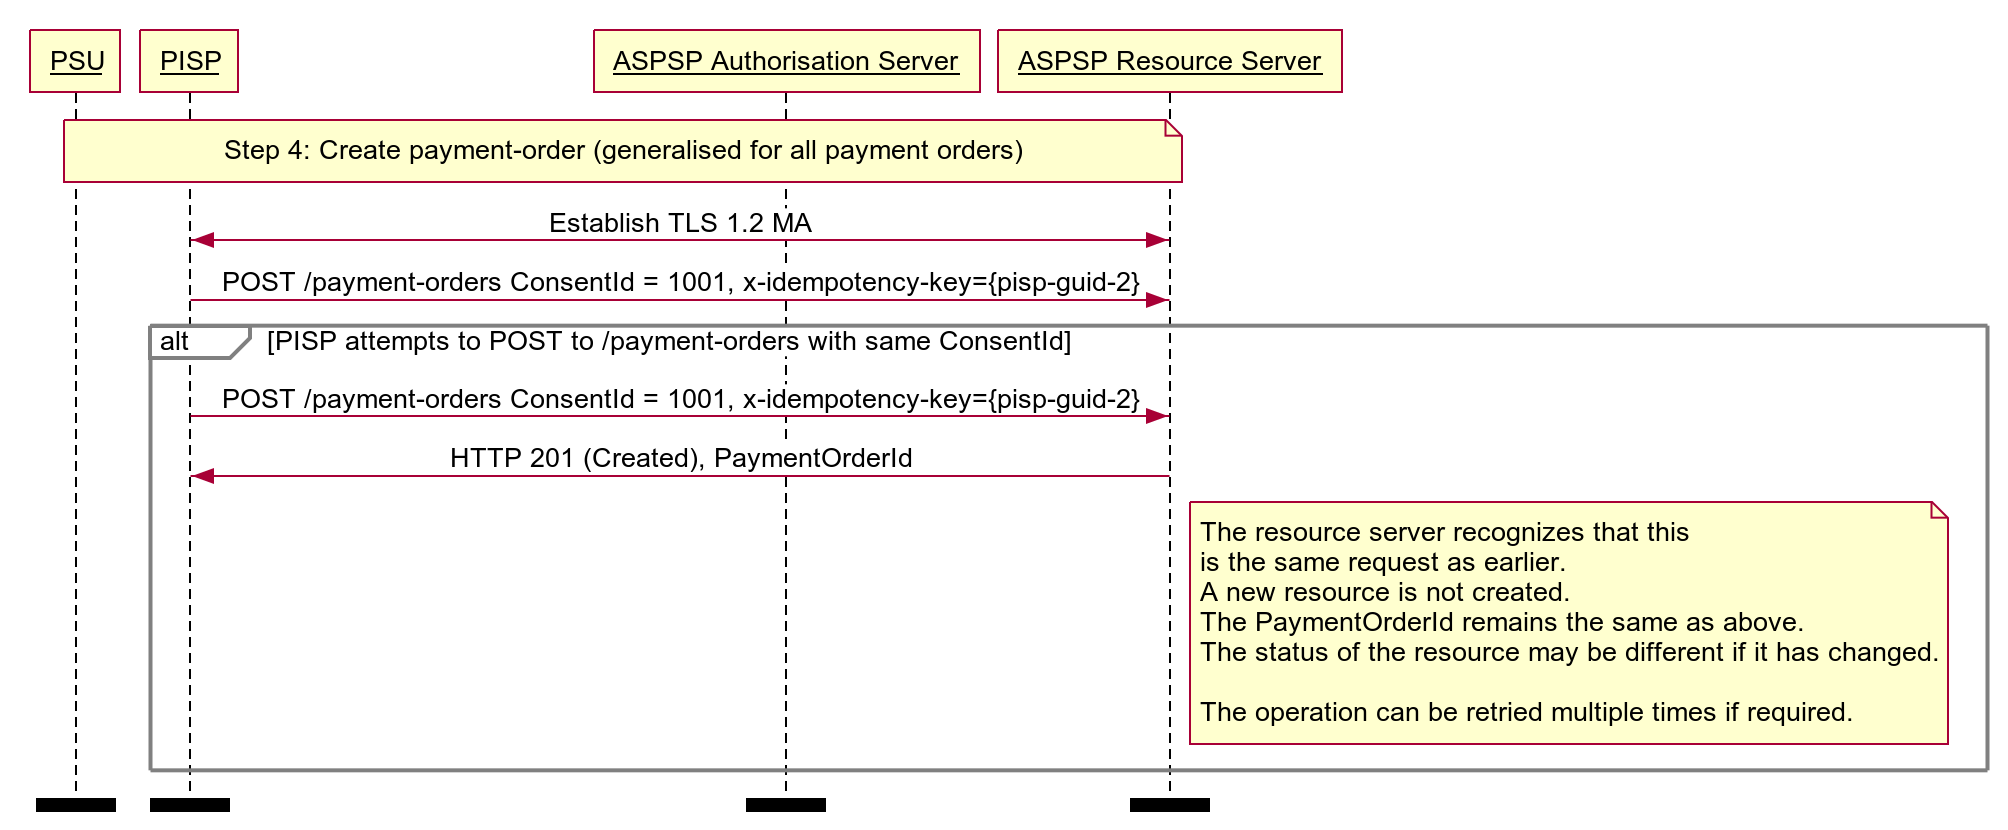 PSU
PISP
ASPSP Authorisation Server
ASPSP Resource Server
Step 4: Create payment-order (generalised for all payment orders)
Establish TLS 1.2 MA
POST /payment-orders ConsentId = 1001, x-idempotency-key={pisp-guid-2}
alt
[PISP attempts to POST to /payment-orders with same ConsentId]
POST /payment-orders ConsentId = 1001, x-idempotency-key={pisp-guid-2}
HTTP 201 (Created), PaymentOrderId
The resource server recognizes that this
is the same request as earlier.
A new resource is not created.
The PaymentOrderId remains the same as above.
The status of the resource may be different if it has changed.
The operation can be retried multiple times if required.